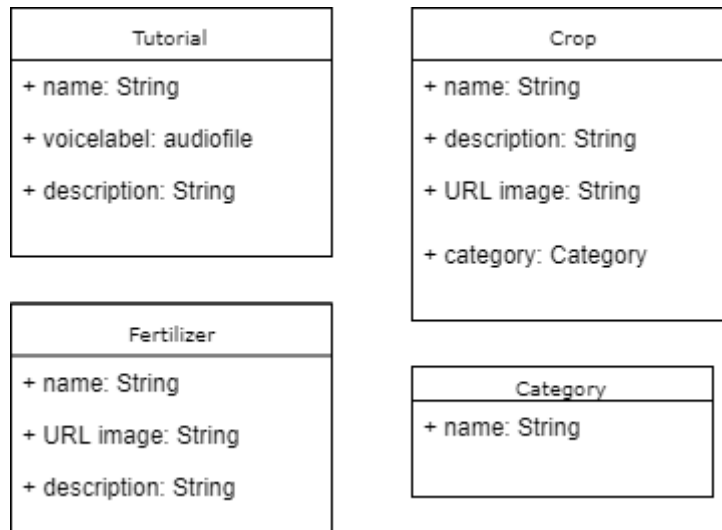 Tutorial
+ name: String
+ voicelabel: audiofile
+ description: String
Crop
+ name: String
+ description: String
+ URL image: String
+ category: Category
Fertilizer
+ name: String
+ URL image: String
+ description: String
Category
+ name: String